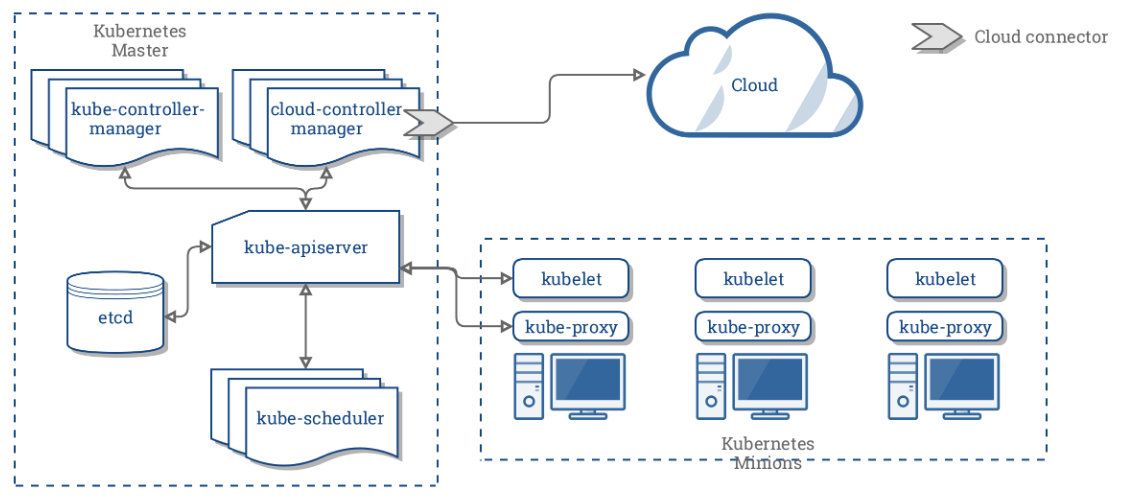 Kubernetes
Master
kube-controller-
manager
cloud-controller
manager
Cloud
Cloud connector
kube-apiserver
etcd
kube-scheduler
kubelet
kubelet
kubelet
kube-proxy
kube-proxy
kube-proxy
Kubernetes
Minions